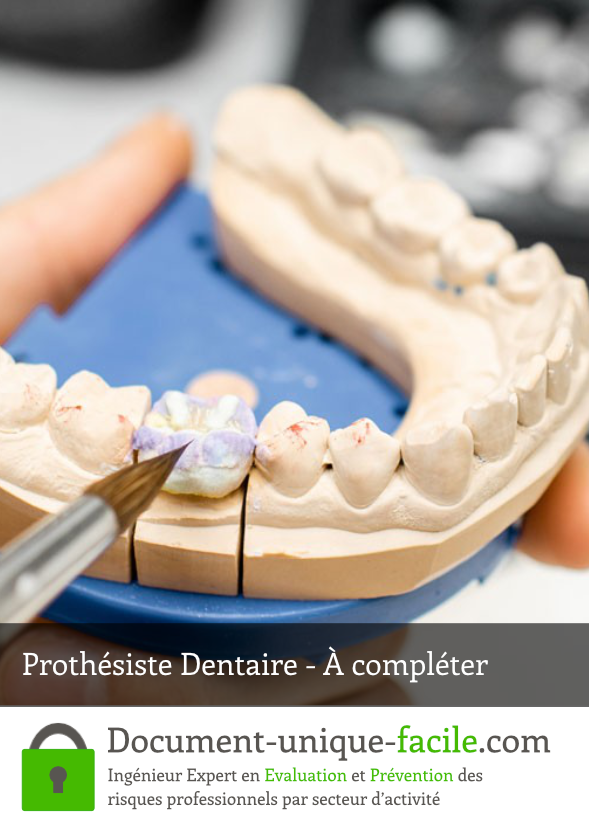 Prothésiste Dentaire - À compléter
Document-unique-facile.com
Ingénieur Expert en Evaluation et Prévention des
risques professionnels par secteur d’activité